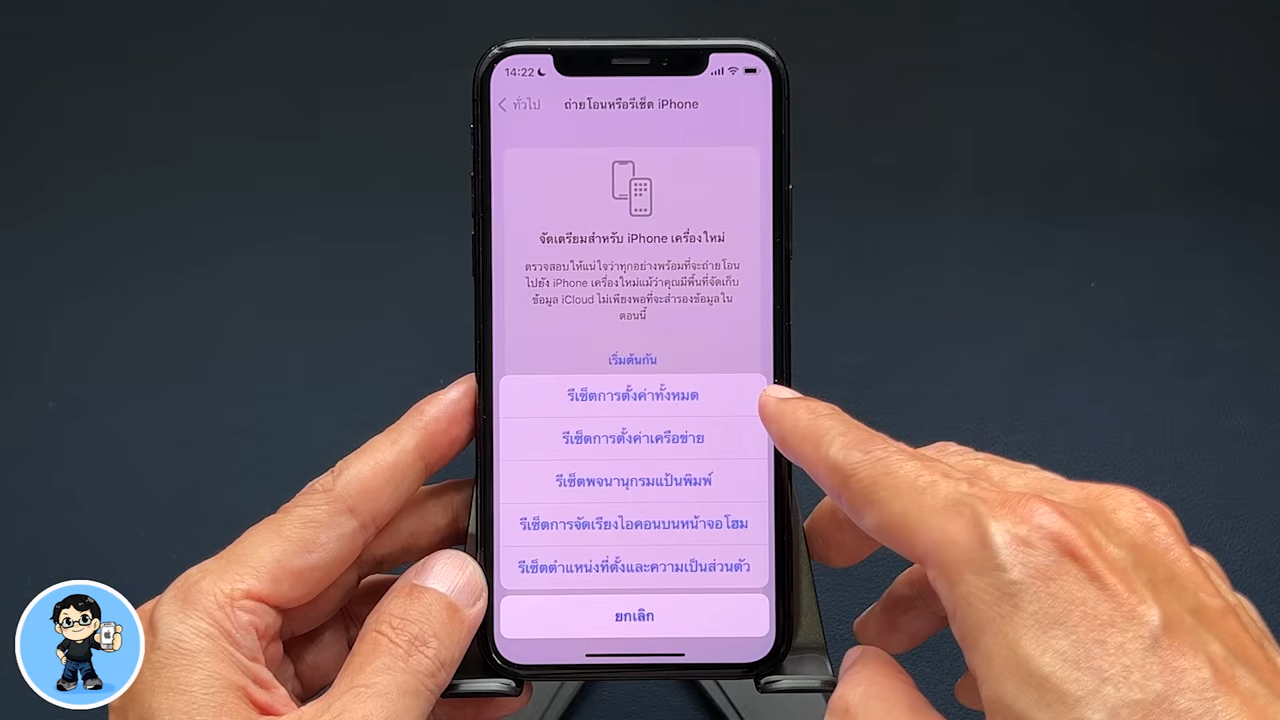 14:22
ทั่วไป
ถ่ายโอนหรือรีเซ็ต iPhone
จัดเตรียมสำหรับ iPhone เครื่องใหม่
ตรวจสอบให้แน่ใจว่าทุกอย่างพร้อมที่จะถ่ายโอน
ไปยัง iPhone เครื่องใหม่แม้ว่าคุณมีพื้นที่จัดเก็บ
ข้อมูล iCloud ไม่เพียงพอที่จะสำรองข้อมูลใน
ตอนนี้
เริ่มต้นกัน
รีเซ็ตการตั้งค่าทั้งหมด
รีเซ็ตการตั้งค่าเครือข่าย
รีเซ็ตพจนานุกรมแป้นพิมพ์
รีเซ็ตการจัดเรียงไอคอนบนหน้าจอโฮม
รีเซ็ตตำแหน่งที่ตั้งและความเป็นส่วนตัว
ยกเลิก